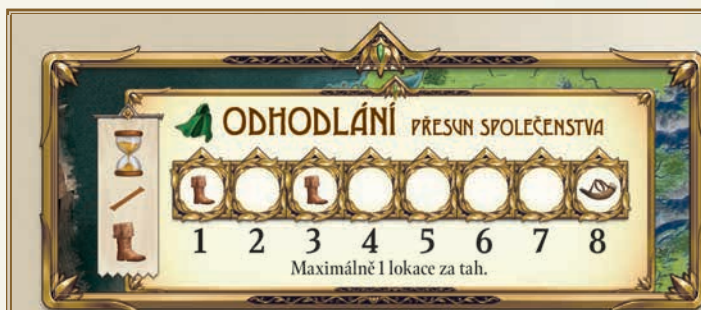 ODHODLÁNÍ PŘESUN SPOLEČENSTVA
1 2 3 4 5 6 7 8
Maximálně 1 lokace za tah.